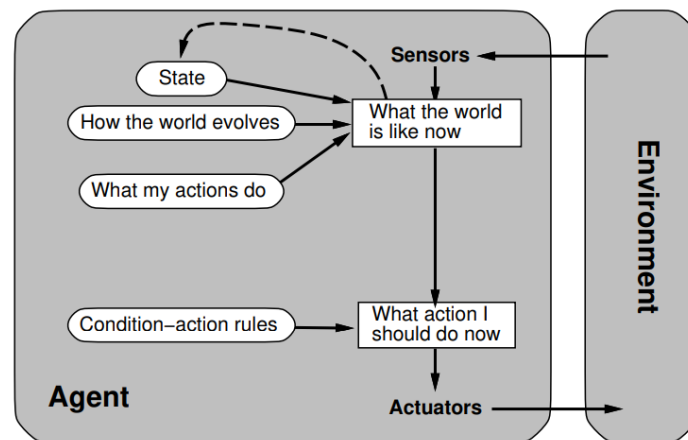 Sensors
State
What the world
is like now
How the world evolves
What my actions do
Environment
Condition−action rules
What action I
should do now
Agent
Actuators